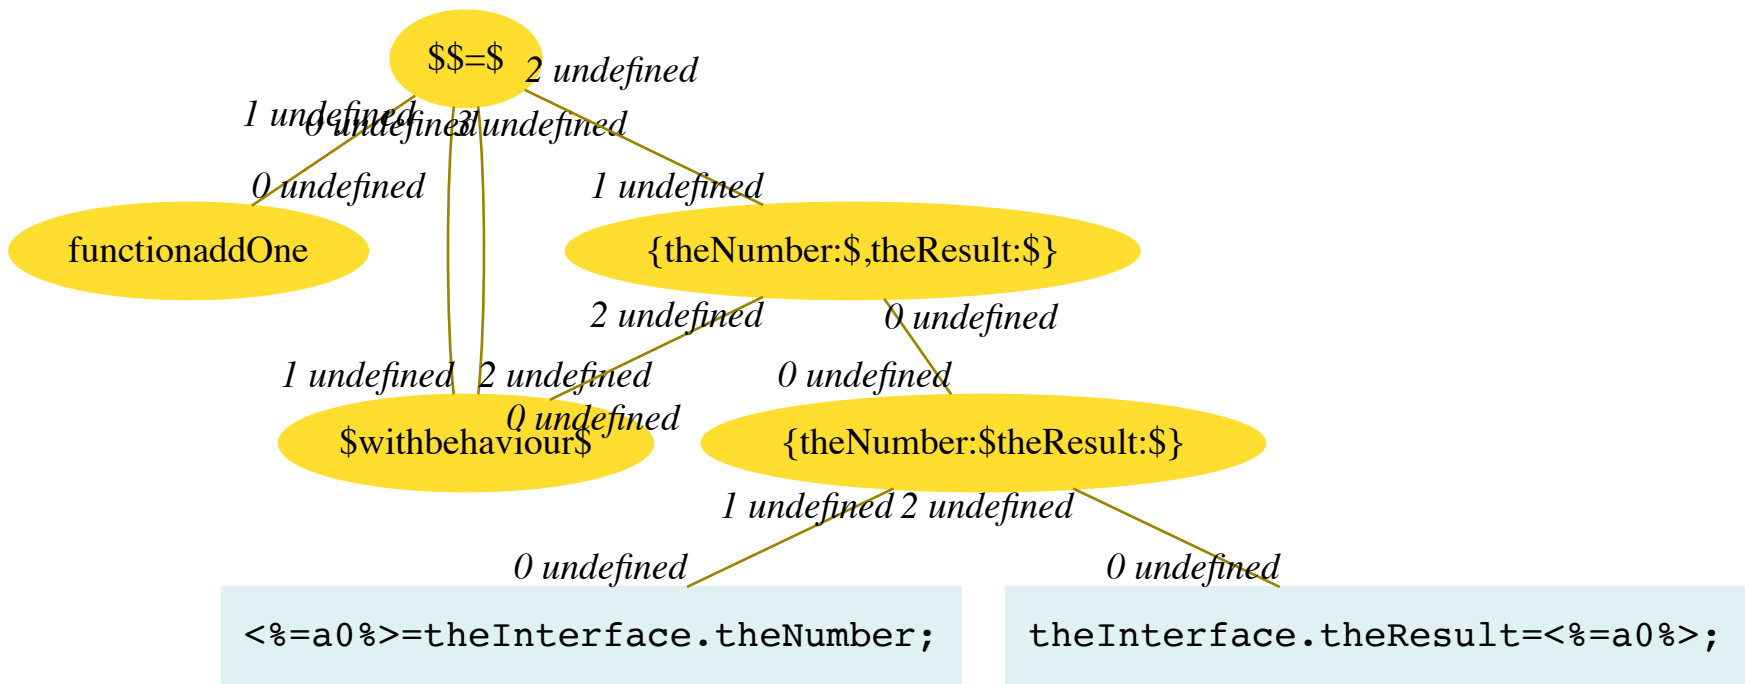 $$=$
2 undefined
1 undefined
0 undefined
3 undefined
0 undefined
1 undefined
functionaddOne
{theNumber:$,theResult:$}
2 undefined
0 undefined
1 undefined
2 undefined
0 undefined
0 undefined
$withbehaviour$
{theNumber:$theResult:$}
1 undefined
2 undefined
0 undefined
0 undefined
<%=a0%>=theInterface.theNumber;
theInterface.theResult=<%=a0%>;